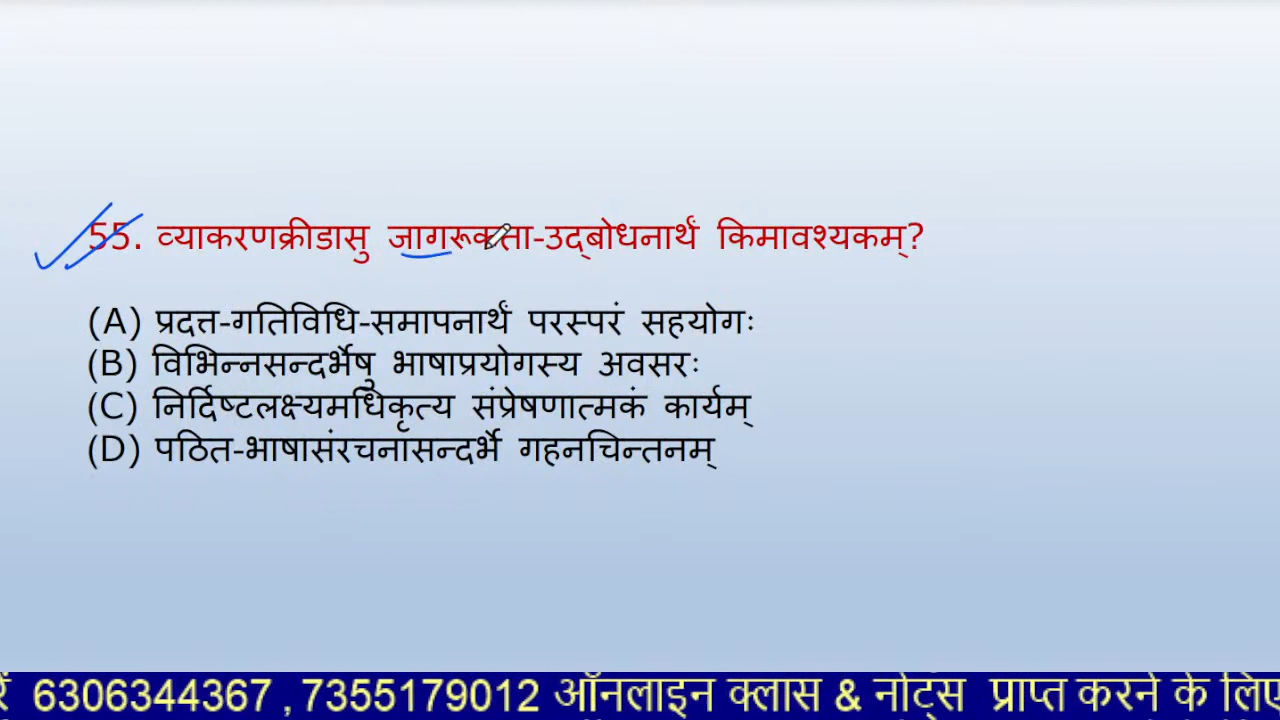 55. व्याकरणक्रीडासु जागरूकता-उद्बोधनार्थं किमावश्यकम्?
(A) प्रदत्त-गतिविधि-समापनार्थं परस्परं सहयोगः
(B) विभिन्नसन्दर्भेषु भाषाप्रयोगस्य अवसरः
(C) निर्दिष्टलक्ष्यमधिकृत्य संप्रेषणात्मकं कार्यम्
(D) पठित-भाषासंरचनासन्दर्भे गहनचिन्तनम्
6306344367 , 7355179012 ऑनलाइन क्लास & नोट्स प्राप्त करने के लिए